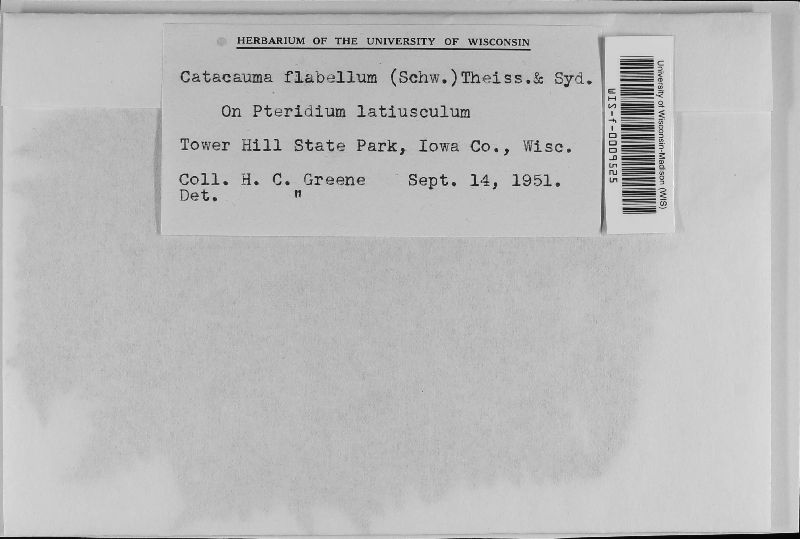 HERBARIUM OF THE UNIVERSITY OF WISCONSIN
Catacauma flabellum (Schw.)Theiss.& Syd.
On Pteridium latiusculum
Tower Hill State Park, Iowa Co., Wisc.
Coll. H. C. Greene Sept. 14, 1951.
Det. "
University of Wisconsin-Madison (WIS)
WIS-f-0009525